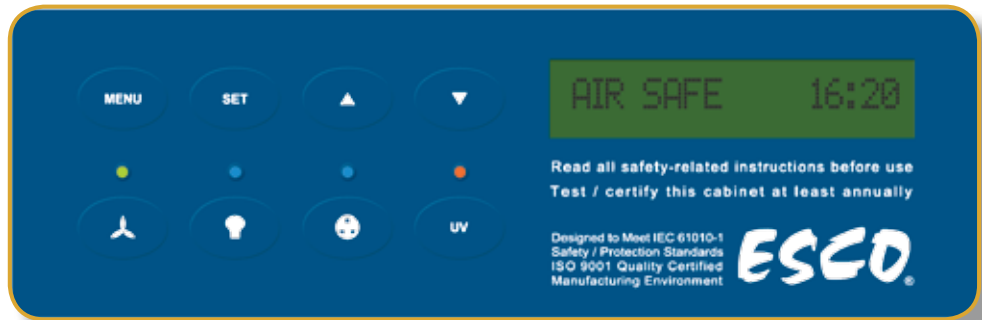 MENU SET ▲ ▼
UV
AIR SAFE 16:20
Read all safety-related instructions before use
Test / certify this cabinet at least annually
Designed to Meet IEC 61010-1
Safety / Protection Standards
ISO 9001 Quality Certified
Manufacturing Environment
ESCO®